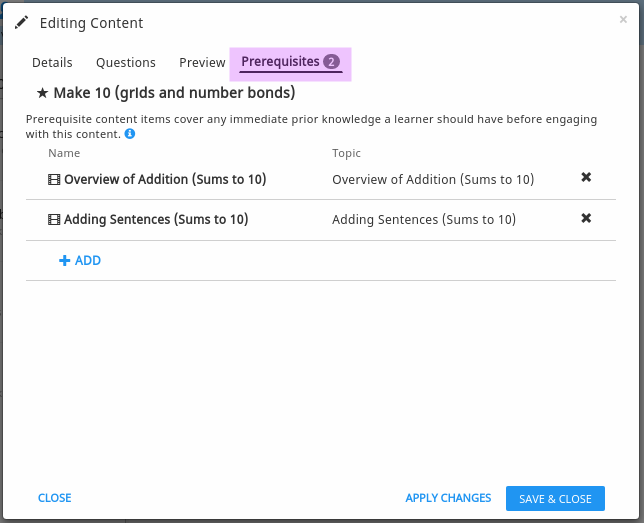 Editing Content
×
Details Questions Preview Prerequisites 2
★ Make 10 (grids and number bonds)
Prerequisite content items cover any immediate prior knowledge a learner should have before engaging
with this content.
Name Topic
Overview of Addition (Sums to 10) Overview of Addition (Sums to 10) ✖
Adding Sentences (Sums to 10) Adding Sentences (Sums to 10) ✖
+ ADD
CLOSE APPLY CHANGES SAVE & CLOSE